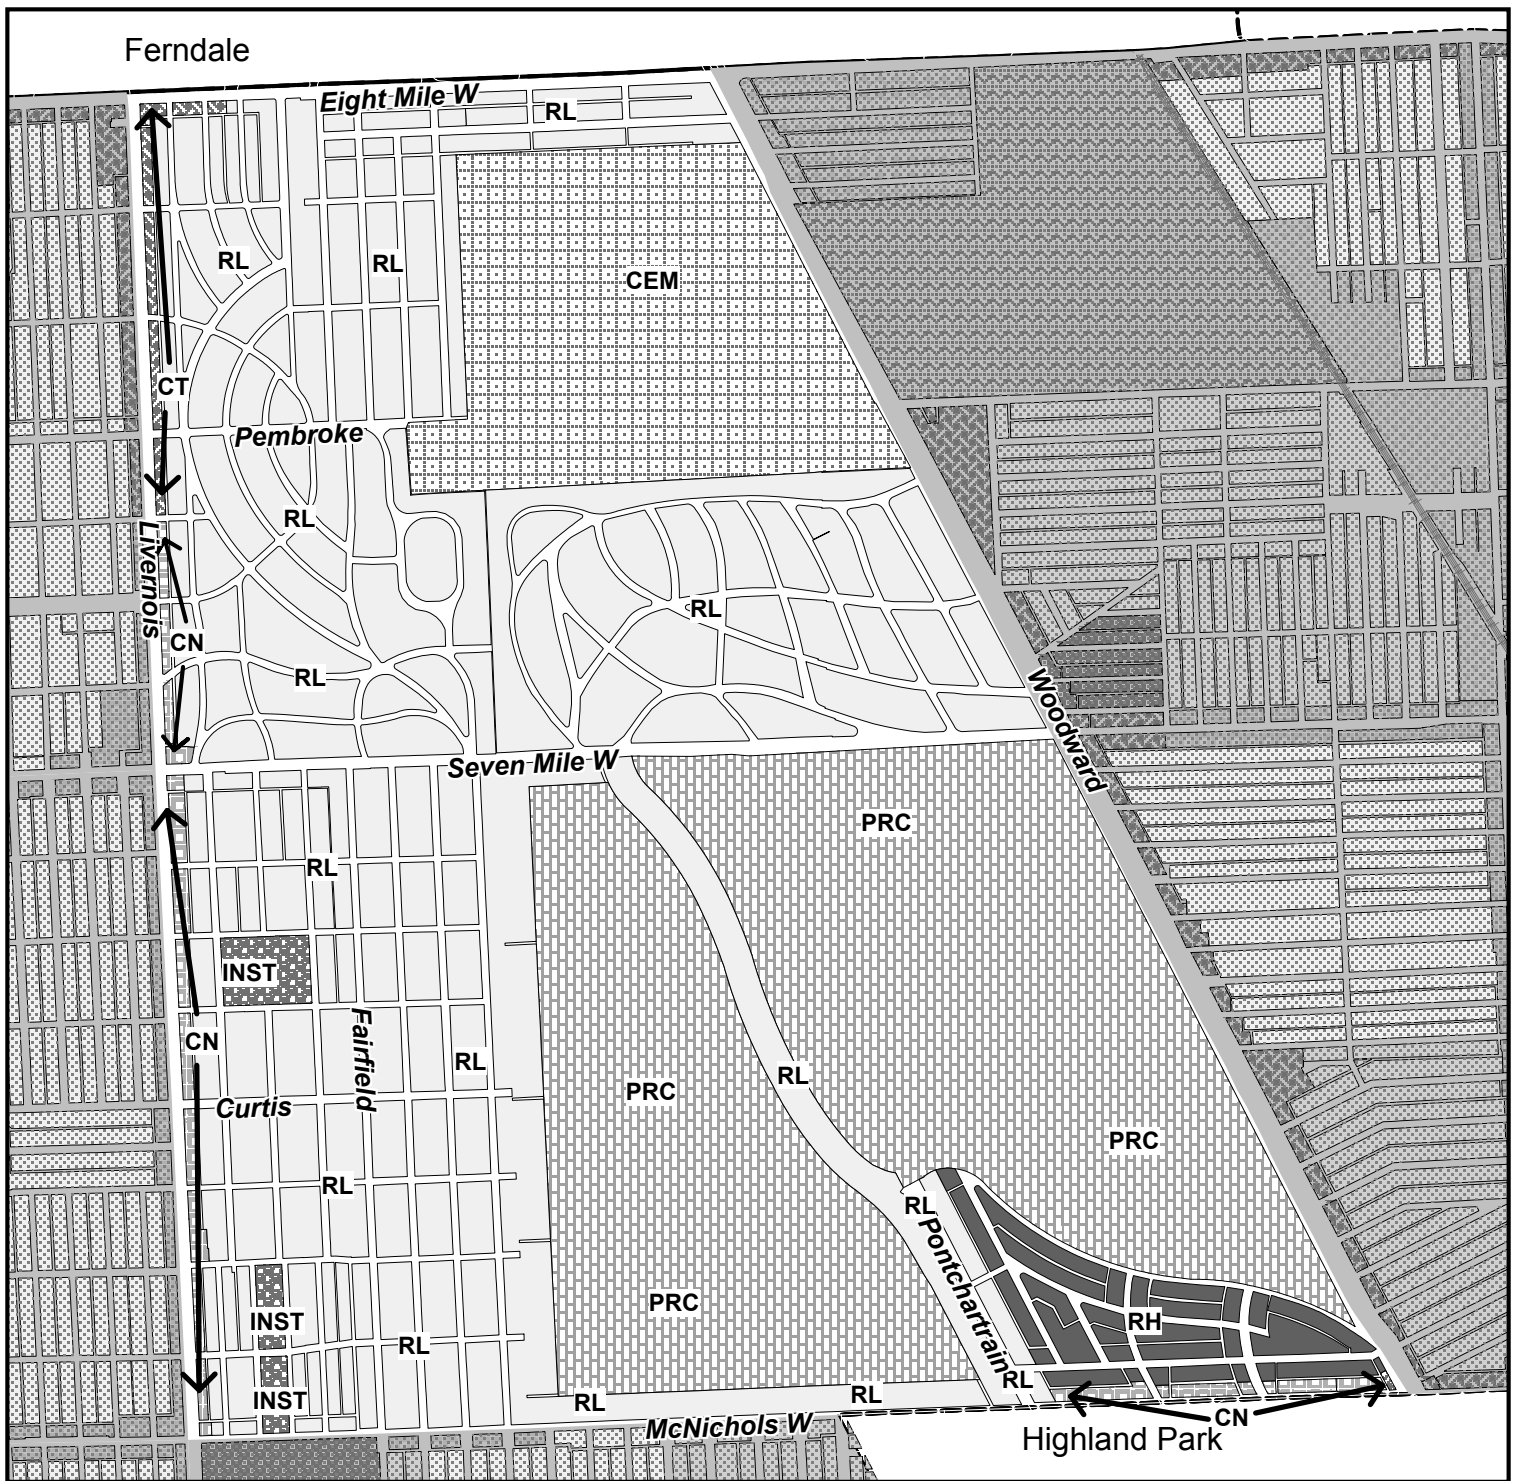 Ferndale
Eight Mile W
RL
RL
RL
CEM
CT
Pembroke
RL
Livernois
RL
CN
RL
Woodward
Seven Mile W
PRC
RL
INST
Fairfield
CN
RL
RL
PRC
Curtis
PRC
RL
RL
Pontchartrain
PRC
INST
RH
RL
RL
INST
RL
RL
CN
McNichols W
Highland Park